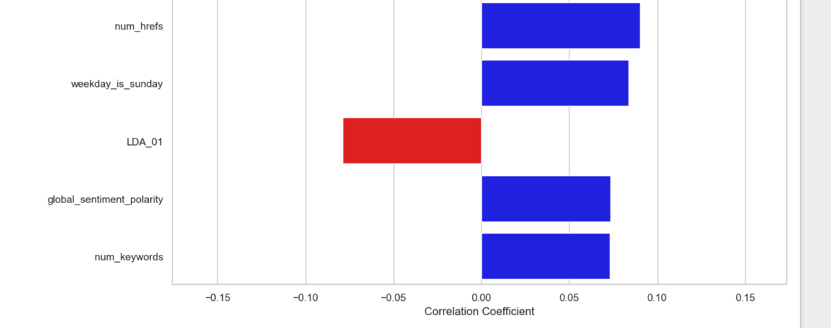 num_hrefs
weekday_is_sunday
LDA_01
global_sentiment_polarity
num_keywords
−0.15 −0.10 −0.05 0.00 0.05 0.10 0.15
Correlation Coefficient